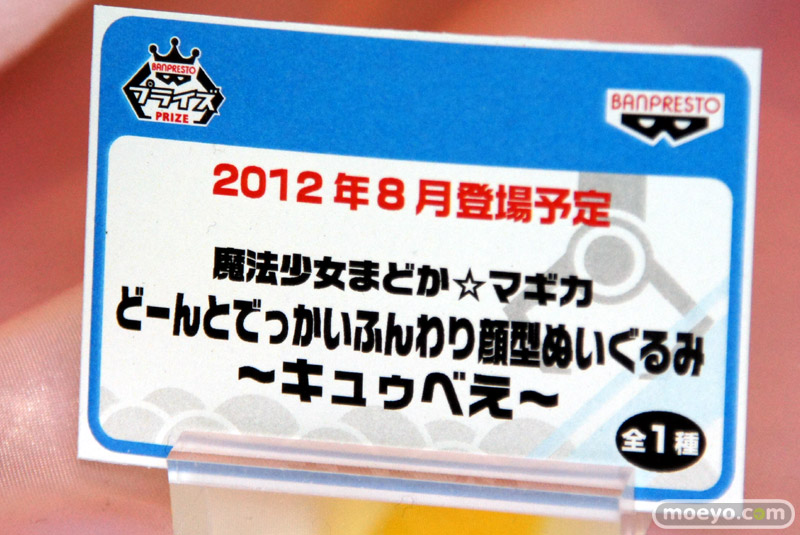 BANPRESTO
プライズ
PRIZE
BANPRESTO
2012年8月登場予定
魔法少女まどか☆マギカ
どーんとでっかいふんわり顔型ぬいぐるみ
~キュゥべえ~
全1種
moeyo.com